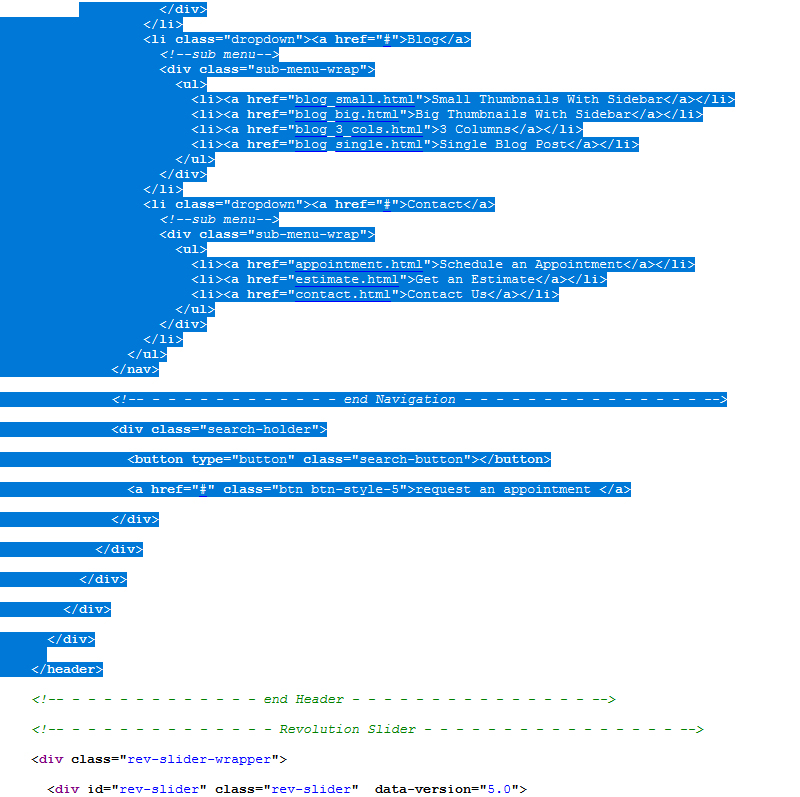 </div>
</li>
<li class="dropdown"><a href="#">Blog</a>
<!--sub menu-->
<div class="sub-menu-wrap">
<ul>
<li><a href="blog_small.html">Small Thumbnails With Sidebar</a></li>
<li><a href="blog_big.html">Big Thumbnails With Sidebar</a></li>
<li><a href="blog_3_cols.html">3 Columns</a></li>
<li><a href="blog_single.html">Single Blog Post</a></li>
</ul>
</div>
</li>
<li class="dropdown"><a href="#">Contact</a>
<!--sub menu-->
<div class="sub-menu-wrap">
<ul>
<li><a href="appointment.html">Schedule an Appointment</a></li>
<li><a href="estimate.html">Get an Estimate</a></li>
<li><a href="contact.html">Contact Us</a></li>
</ul>
</div>
</li>
</ul>
</nav>
<!-- - - - - - - - - - - - - end Navigation - - - - - - - - - - - - - - - -->
<div class="search-holder">
<button type="button" class="search-button"></button>
<a href="#" class="btn btn-style-5">request an appointment </a>
</div>
</div>
</div>
</div>
</div>
</header>
<!-- - - - - - - - - - - - - - end Header - - - - - - - - - - - - - - - -->
<!-- - - - - - - - - - - - - - Revolution Slider - - - - - - - - - - - - - - - - -->
<div class="rev-slider-wrapper">
<div id="rev-slider" class="rev-slider"  data-version="5.0">